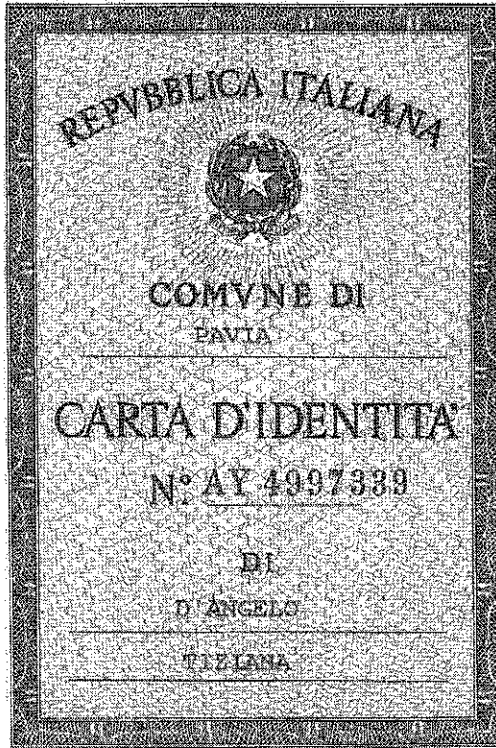 REPVBBLICA ITALIANA
COMVNE DI
PAVIA
CARTA D'IDENTITA'
N° AY 4997339
DI
D'ANGELO
TIZIANA